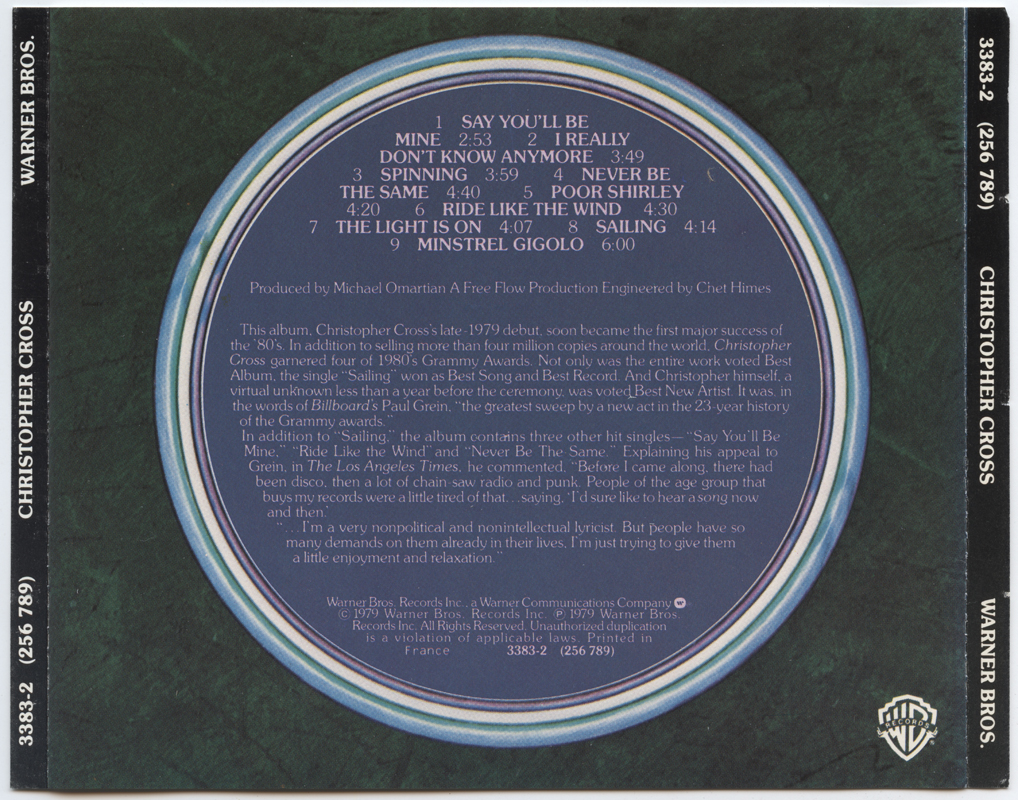 WARNER BROS.
CHRISTOPHER CROSS
3383-2 (256 789)
1 SAY YOU'LL BE
MINE 2:53 2 I REALLY
DON'T KNOW ANYMORE 3:49
3 SPINNING 3:59 4 NEVER BE
THE SAME 4:40 5 POOR SHIRLEY
4:20 6 RIDE LIKE THE WIND 4:30
7 THE LIGHT IS ON 4:07 8 SAILING 4:14
9 MINSTREL GIGOLO 6:00
Produced by Michael Omartian A Free Flow Production Engineered by Chet Himes
This album, Christopher Cross's late-1979 debut, soon became the first major success of
the '80's. In addition to selling more than four million copies around the world, Christopher
Cross garnered four of 1980's Grammy Awards. Not only was the entire work voted Best
Album, the single "Sailing" won as Best Song and Best Record. And Christopher himself, a
virtual unknown less than a year before the ceremony, was voted Best New Artist. It was, in
the words of Billboard's Paul Grein, "the greatest sweep by a new act in the 23-year history
of the Grammy awards."
In addition to "Sailing," the album contains three other hit singles—"Say You'll Be
Mine," "Ride Like the Wind" and "Never Be The Same." Explaining his appeal to
Grein, in The Los Angeles Times, he commented, "Before I came along, there had
been disco, then a lot of chain-saw radio and punk. People of the age group that
buys my records were a little tired of that...saying, 'I'd sure like to hear a song now
and then.'
"...I'm a very nonpolitical and nonintellectual lyricist. But people have so
many demands on them already in their lives, I'm just trying to give them
a little enjoyment and relaxation."
Warner Bros. Records Inc., a Warner Communications Company
© 1979 Warner Bros. Records Inc. ℗ 1979 Warner Bros.
Records Inc. All Rights Reserved. Unauthorized duplication
is a violation of applicable laws. Printed in
France 3383-2 (256 789)
WB RECORDS ®
3383-2 (256 789)
CHRISTOPHER CROSS
WARNER BROS.